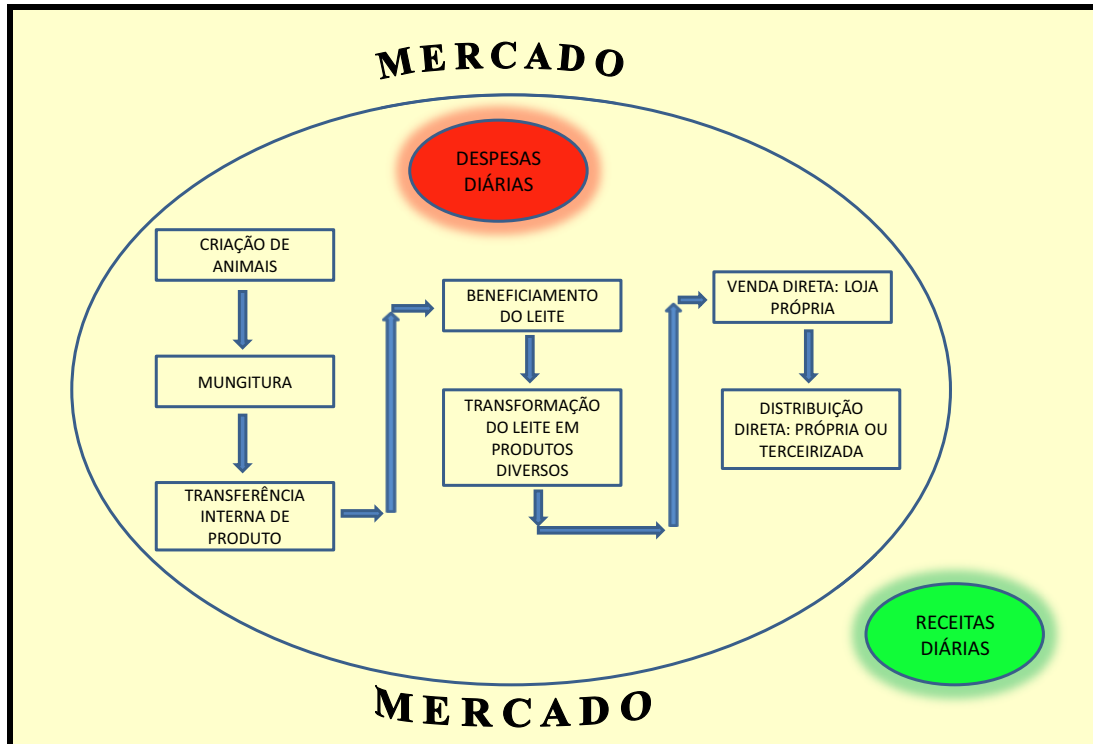 MERCADO
DESPESAS
DIÁRIAS
CRIAÇÃO DE
ANIMAIS
MUNGITURA
TRANSFERÊNCIA
INTERNA DE
PRODUTO
BENEFICIAMENTO
DO LEITE
TRANSFORMAÇÃO
DO LEITE EM
PRODUTOS
DIVERSOS
VENDA DIRETA: LOJA
PRÓPRIA
DISTRIBUIÇÃO
DIRETA: PRÓPRIA OU
TERCEIRIZADA
RECEITAS
DIÁRIAS
MERCADO